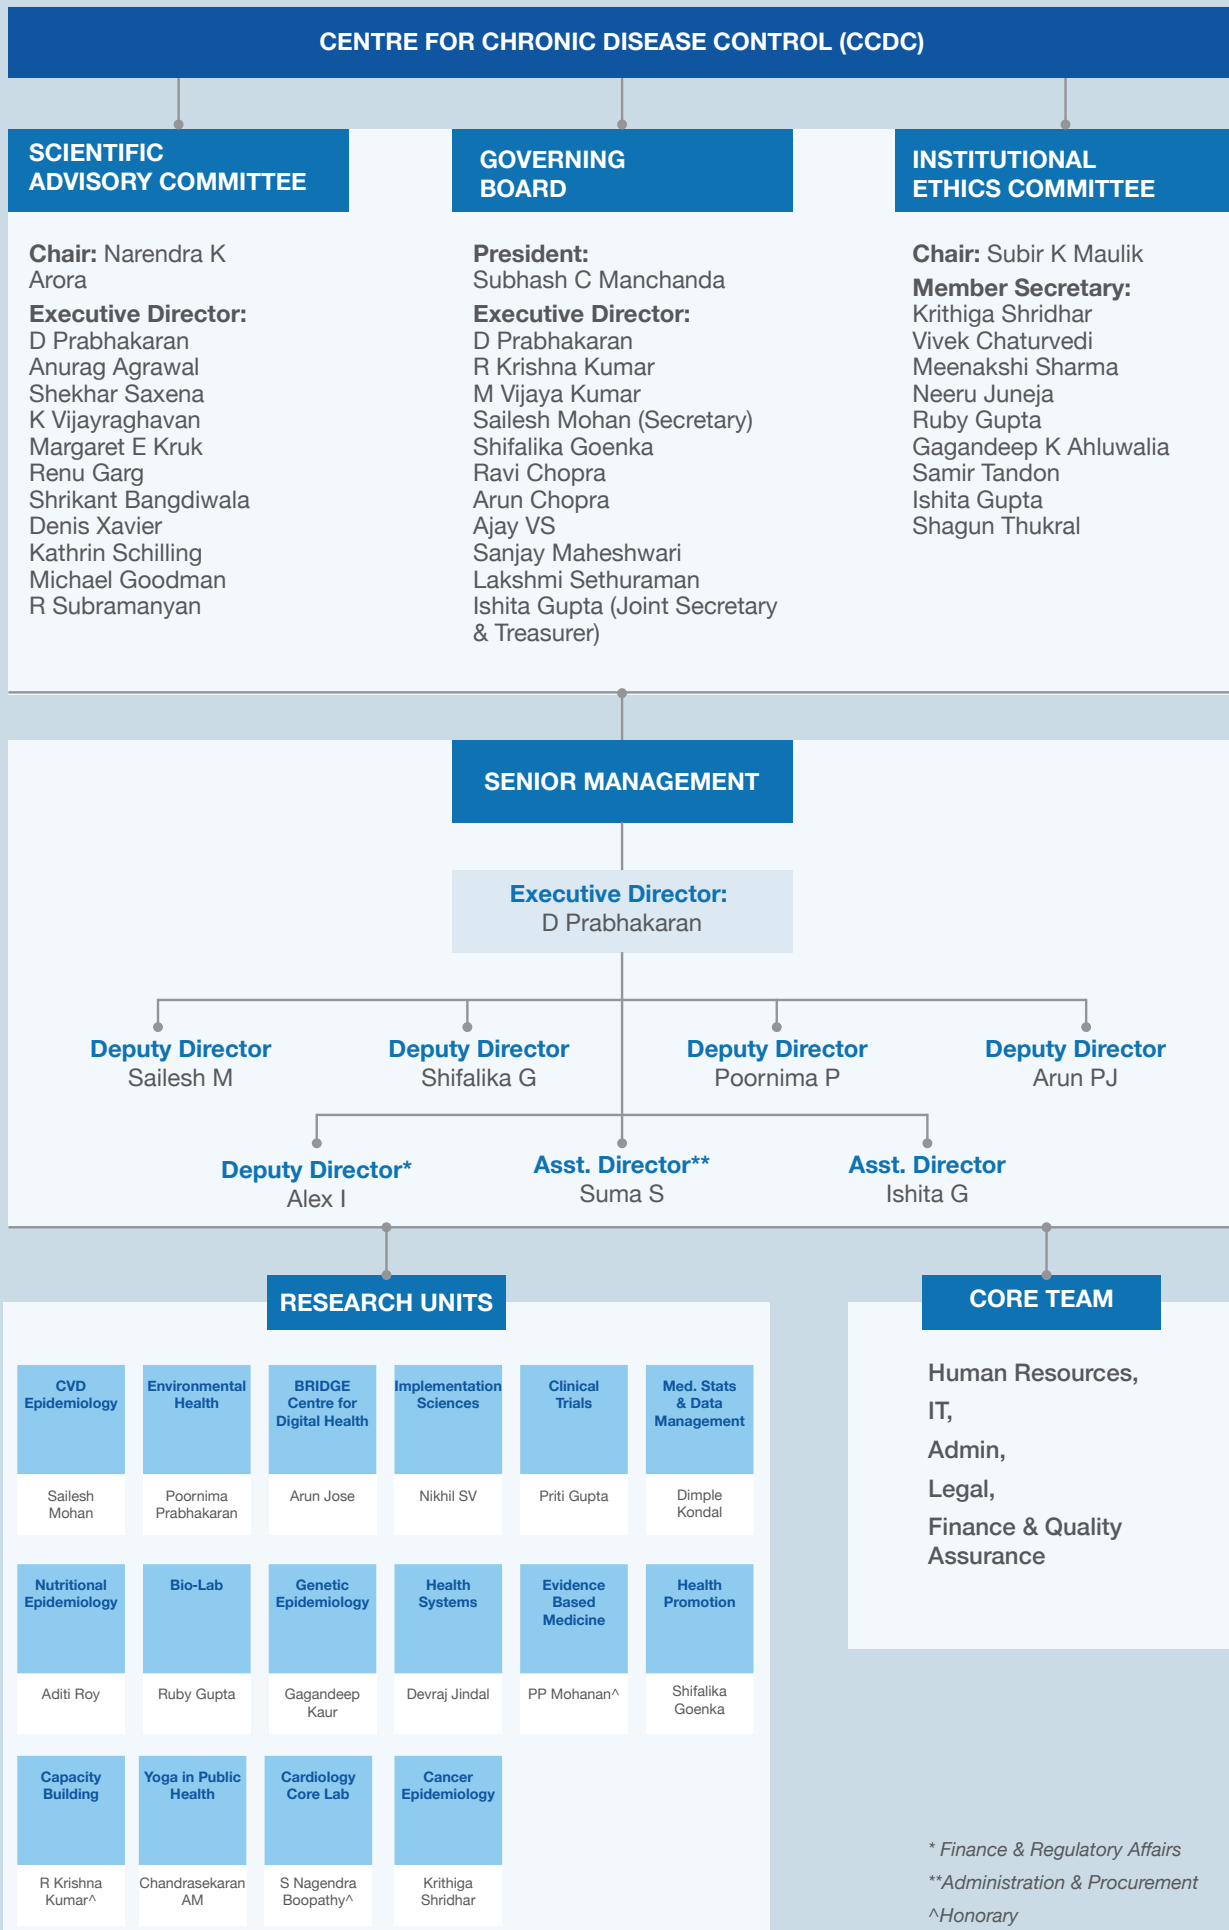 CENTRE FOR CHRONIC DISEASE CONTROL (CCDC)
SCIENTIFIC
ADVISORY COMMITTEE
Chair: Narendra K
Arora
Executive Director:
D Prabhakaran
Anurag Agrawal
Shekhar Saxena
K Vijayraghavan
Margaret E Kruk
Renu Garg
Shrikant Bangdiwala
Denis Xavier
Kathrin Schilling
Michael Goodman
R Subramanyan
GOVERNING
BOARD
President:
Subhash C Manchanda
Executive Director:
D Prabhakaran
R Krishna Kumar
M Vijaya Kumar
Sailesh Mohan (Secretary)
Shifalika Goenka
Ravi Chopra
Arun Chopra
Ajay VS
Sanjay Maheshwari
Lakshmi Sethuraman
Ishita Gupta (Joint Secretary
& Treasurer)
INSTITUTIONAL
ETHICS COMMITTEE
Chair: Subir K Maulik
Member Secretary:
Krithiga Shridhar
Vivek Chaturvedi
Meenakshi Sharma
Neeru Juneja
Ruby Gupta
Gagandeep K Ahluwalia
Samir Tandon
Ishita Gupta
Shagun Thukral
SENIOR MANAGEMENT
Executive Director:
D Prabhakaran
Deputy Director
Sailesh M
Deputy Director
Shifalika G
Deputy Director
Poornima P
Deputy Director
Arun PJ
Deputy Director*
Alex I
Asst. Director**
Suma S
Asst. Director
Ishita G
RESEARCH UNITS
CVD
Epidemiology
Sailesh
Mohan
Environmental
Health
Poornima
Prabhakaran
BRIDGE
Centre for
Digital Health
Arun Jose
Implementation
Sciences
Nikhil SV
Clinical
Trials
Priti Gupta
Med. Stats
& Data
Management
Dimple
Kondal
Nutritional
Epidemiology
Aditi Roy
Bio-Lab
Ruby Gupta
Genetic
Epidemiology
Gagandeep
Kaur
Health
Systems
Devraj Jindal
Evidence
Based
Medicine
PP Mohanan^
Health
Promotion
Shifalika
Goenka
Capacity
Building
R Krishna
Kumar^
Yoga in Public
Health
Chandrasekaran
AM
Cardiology
Core Lab
S Nagendra
Boopathy^
Cancer
Epidemiology
Krithiga
Shridhar
CORE TEAM
Human Resources,
IT,
Admin,
Legal,
Finance & Quality
Assurance
* Finance & Regulatory Affairs
**Administration & Procurement
^Honorary